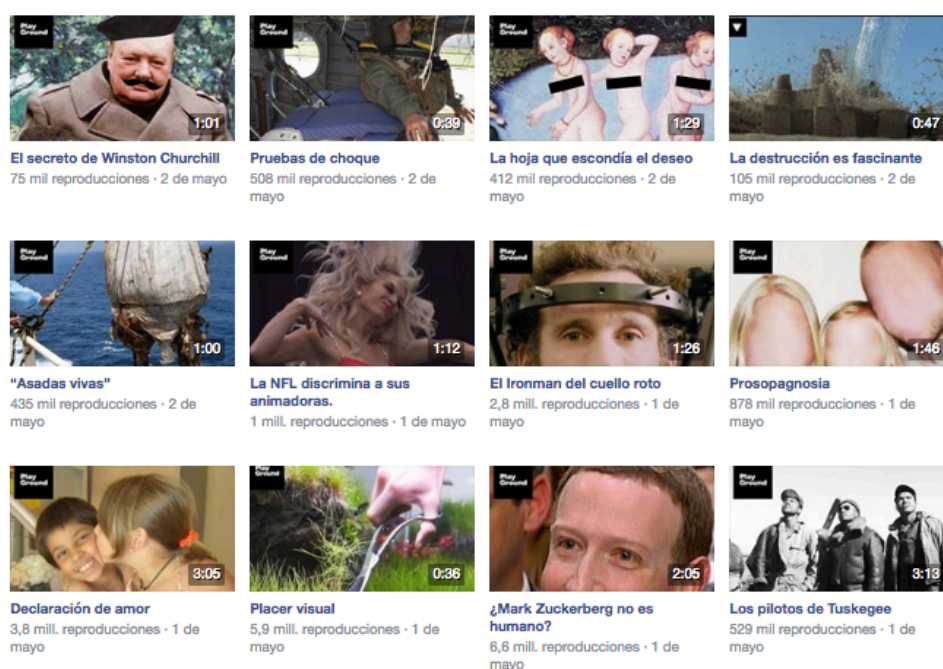 Play
Ground
1:01
Play
Ground
0:39
Play
Ground
1:29
0:47
El secreto de Winston Churchill
75 mil reproducciones · 2 de mayo
Pruebas de choque
508 mil reproducciones · 2 de
mayo
La hoja que escondía el deseo
412 mil reproducciones · 2 de
mayo
La destrucción es fascinante
105 mil reproducciones · 2 de
mayo
Play
Ground
1:00
Play
Ground
1:12
Play
Ground
1:26
Play
Ground
1:46
“Asadas vivas”
435 mil reproducciones · 2 de
mayo
La NFL discrimina a sus
animadoras.
1 mill. reproducciones · 1 de mayo
El Ironman del cuello roto
2,8 mill. reproducciones · 1 de
mayo
Prosopagnosia
878 mil reproducciones · 1 de
mayo
Play
Ground
3:05
Play
Ground
0:36
Play
Ground
2:05
Play
Ground
3:13
Declaración de amor
3,8 mill. reproducciones · 1 de
mayo
Placer visual
5,9 mill. reproducciones · 1 de
mayo
¿Mark Zuckerberg no es
humano?
6,6 mill. reproducciones · 1 de
mayo
Los pilotos de Tuskegee
529 mil reproducciones · 1 de
mayo